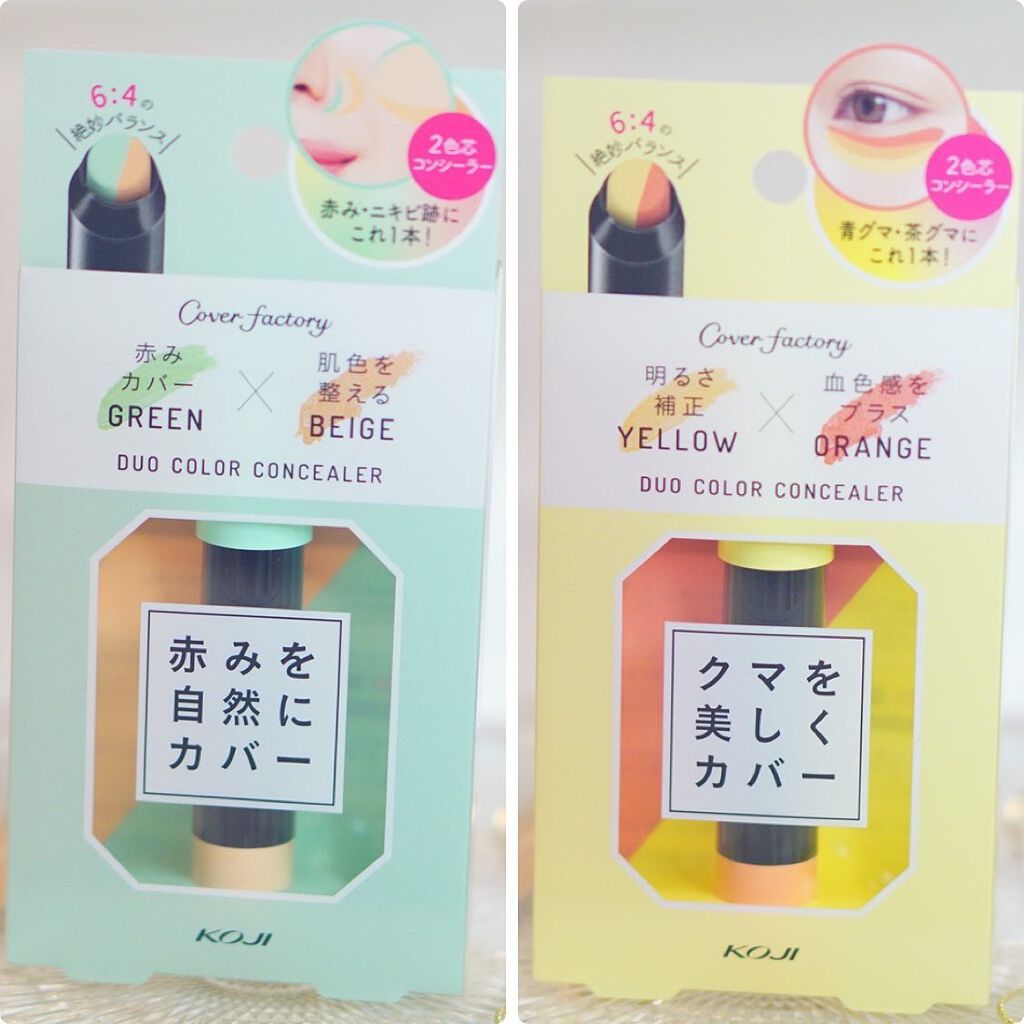 6:4の
絶妙バランス
2色芯
コンシーラー
赤み・ニキビ跡に
これ1本!
Cover factory
赤み
カバー
GREEN
×
肌色を
整える
BEIGE
DUO COLOR CONCEALER
赤みを
自然に
カバー
KOJI
6:4の
絶妙バランス
2色芯
コンシーラー
青グマ・茶グマに
これ1本!
Cover factory
明るさ
補正
YELLOW
×
血色感を
プラス
ORANGE
DUO COLOR CONCEALER
クマを
美しく
カバー
KOJI